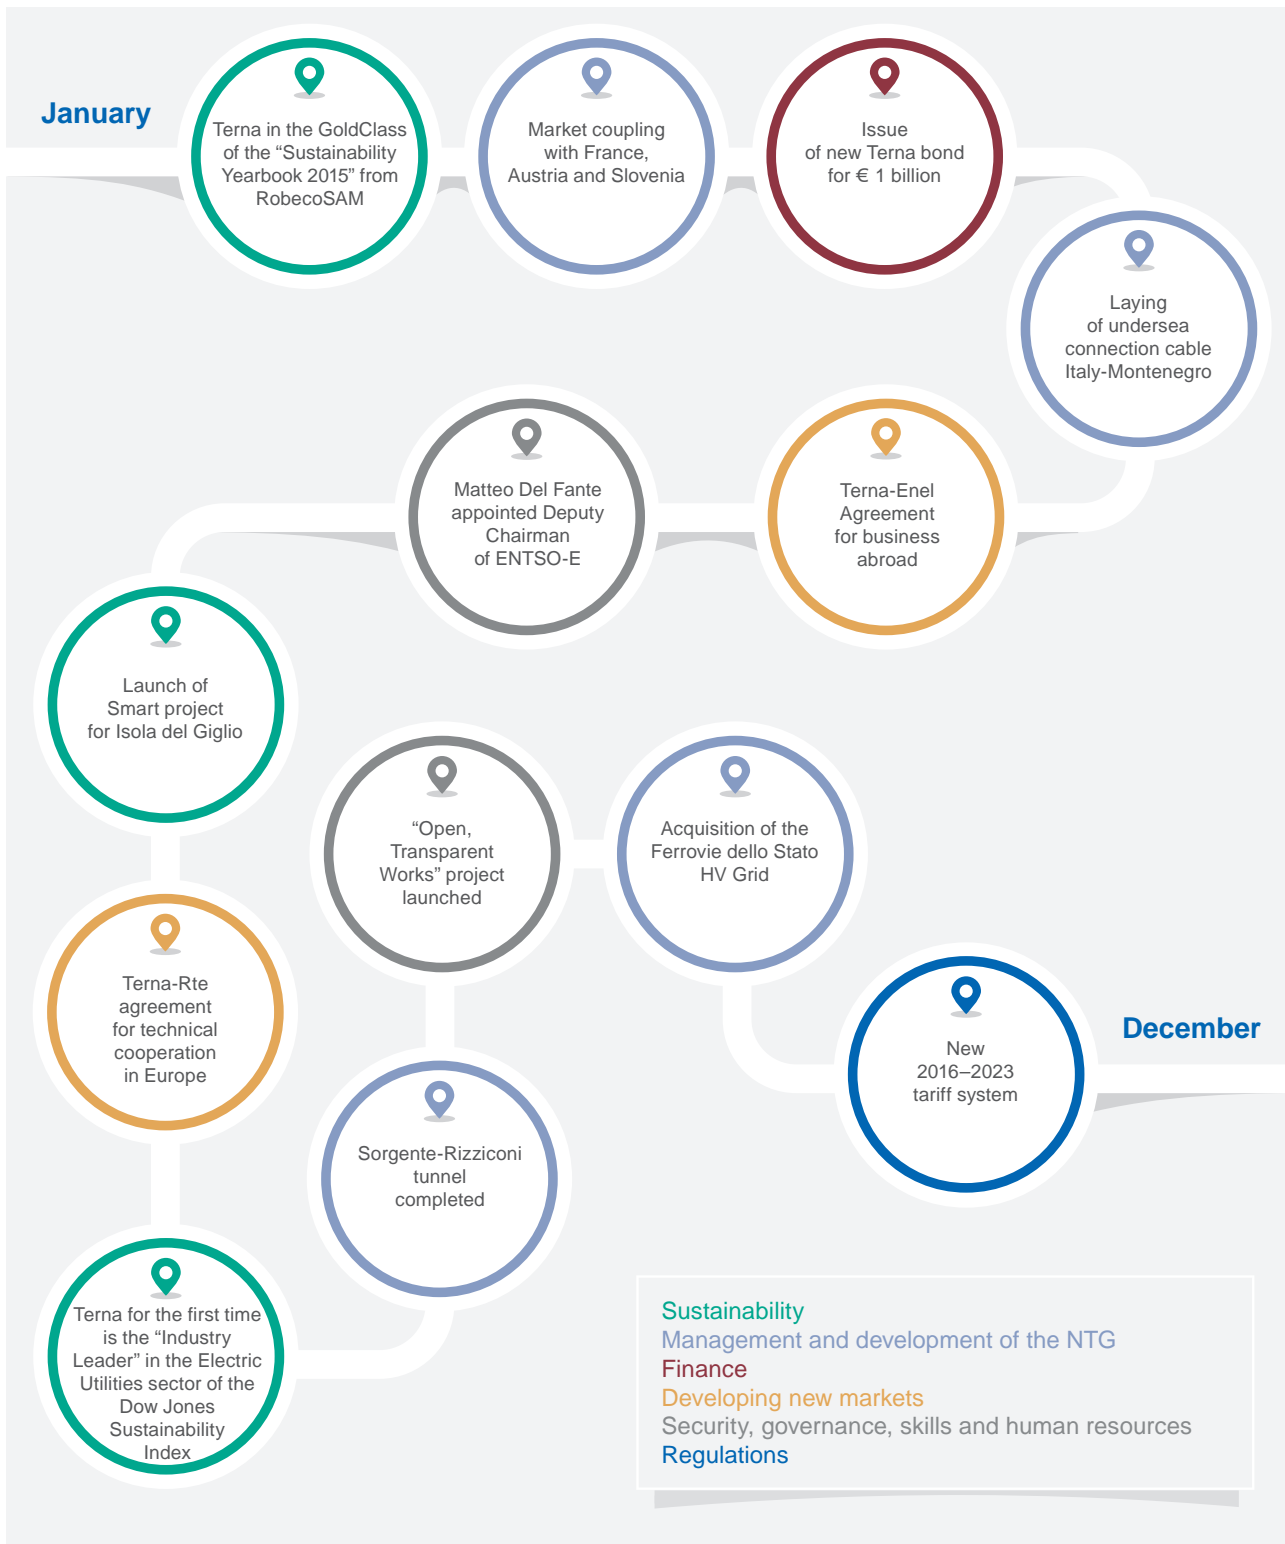 January
Terna in the GoldClass
of the “Sustainability
Yearbook 2015” from
RobecoSAM
Market coupling
with France,
Austria and Slovenia
Issue
of new Terna bond
for € 1 billion
Laying
of undersea
connection cable
Italy-Montenegro
Terna-Enel
Agreement
for business
abroad
Matteo Del Fante
appointed Deputy
Chairman
of ENTSO-E
Launch of
Smart project
for Isola del Giglio
Terna-Rte
agreement
for technical
cooperation
in Europe
Terna for the first time
is the “Industry
Leader” in the Electric
Utilities sector of the
Dow Jones
Sustainability
Index
Sorgente-Rizziconi
tunnel
completed
“Open,
Transparent
Works” project
launched
Acquisition of the
Ferrovie dello Stato
HV Grid
New
2016–2023
tariff system
December
Sustainability
Management and development of the NTG
Finance
Developing new markets
Security, governance, skills and human resources
Regulations